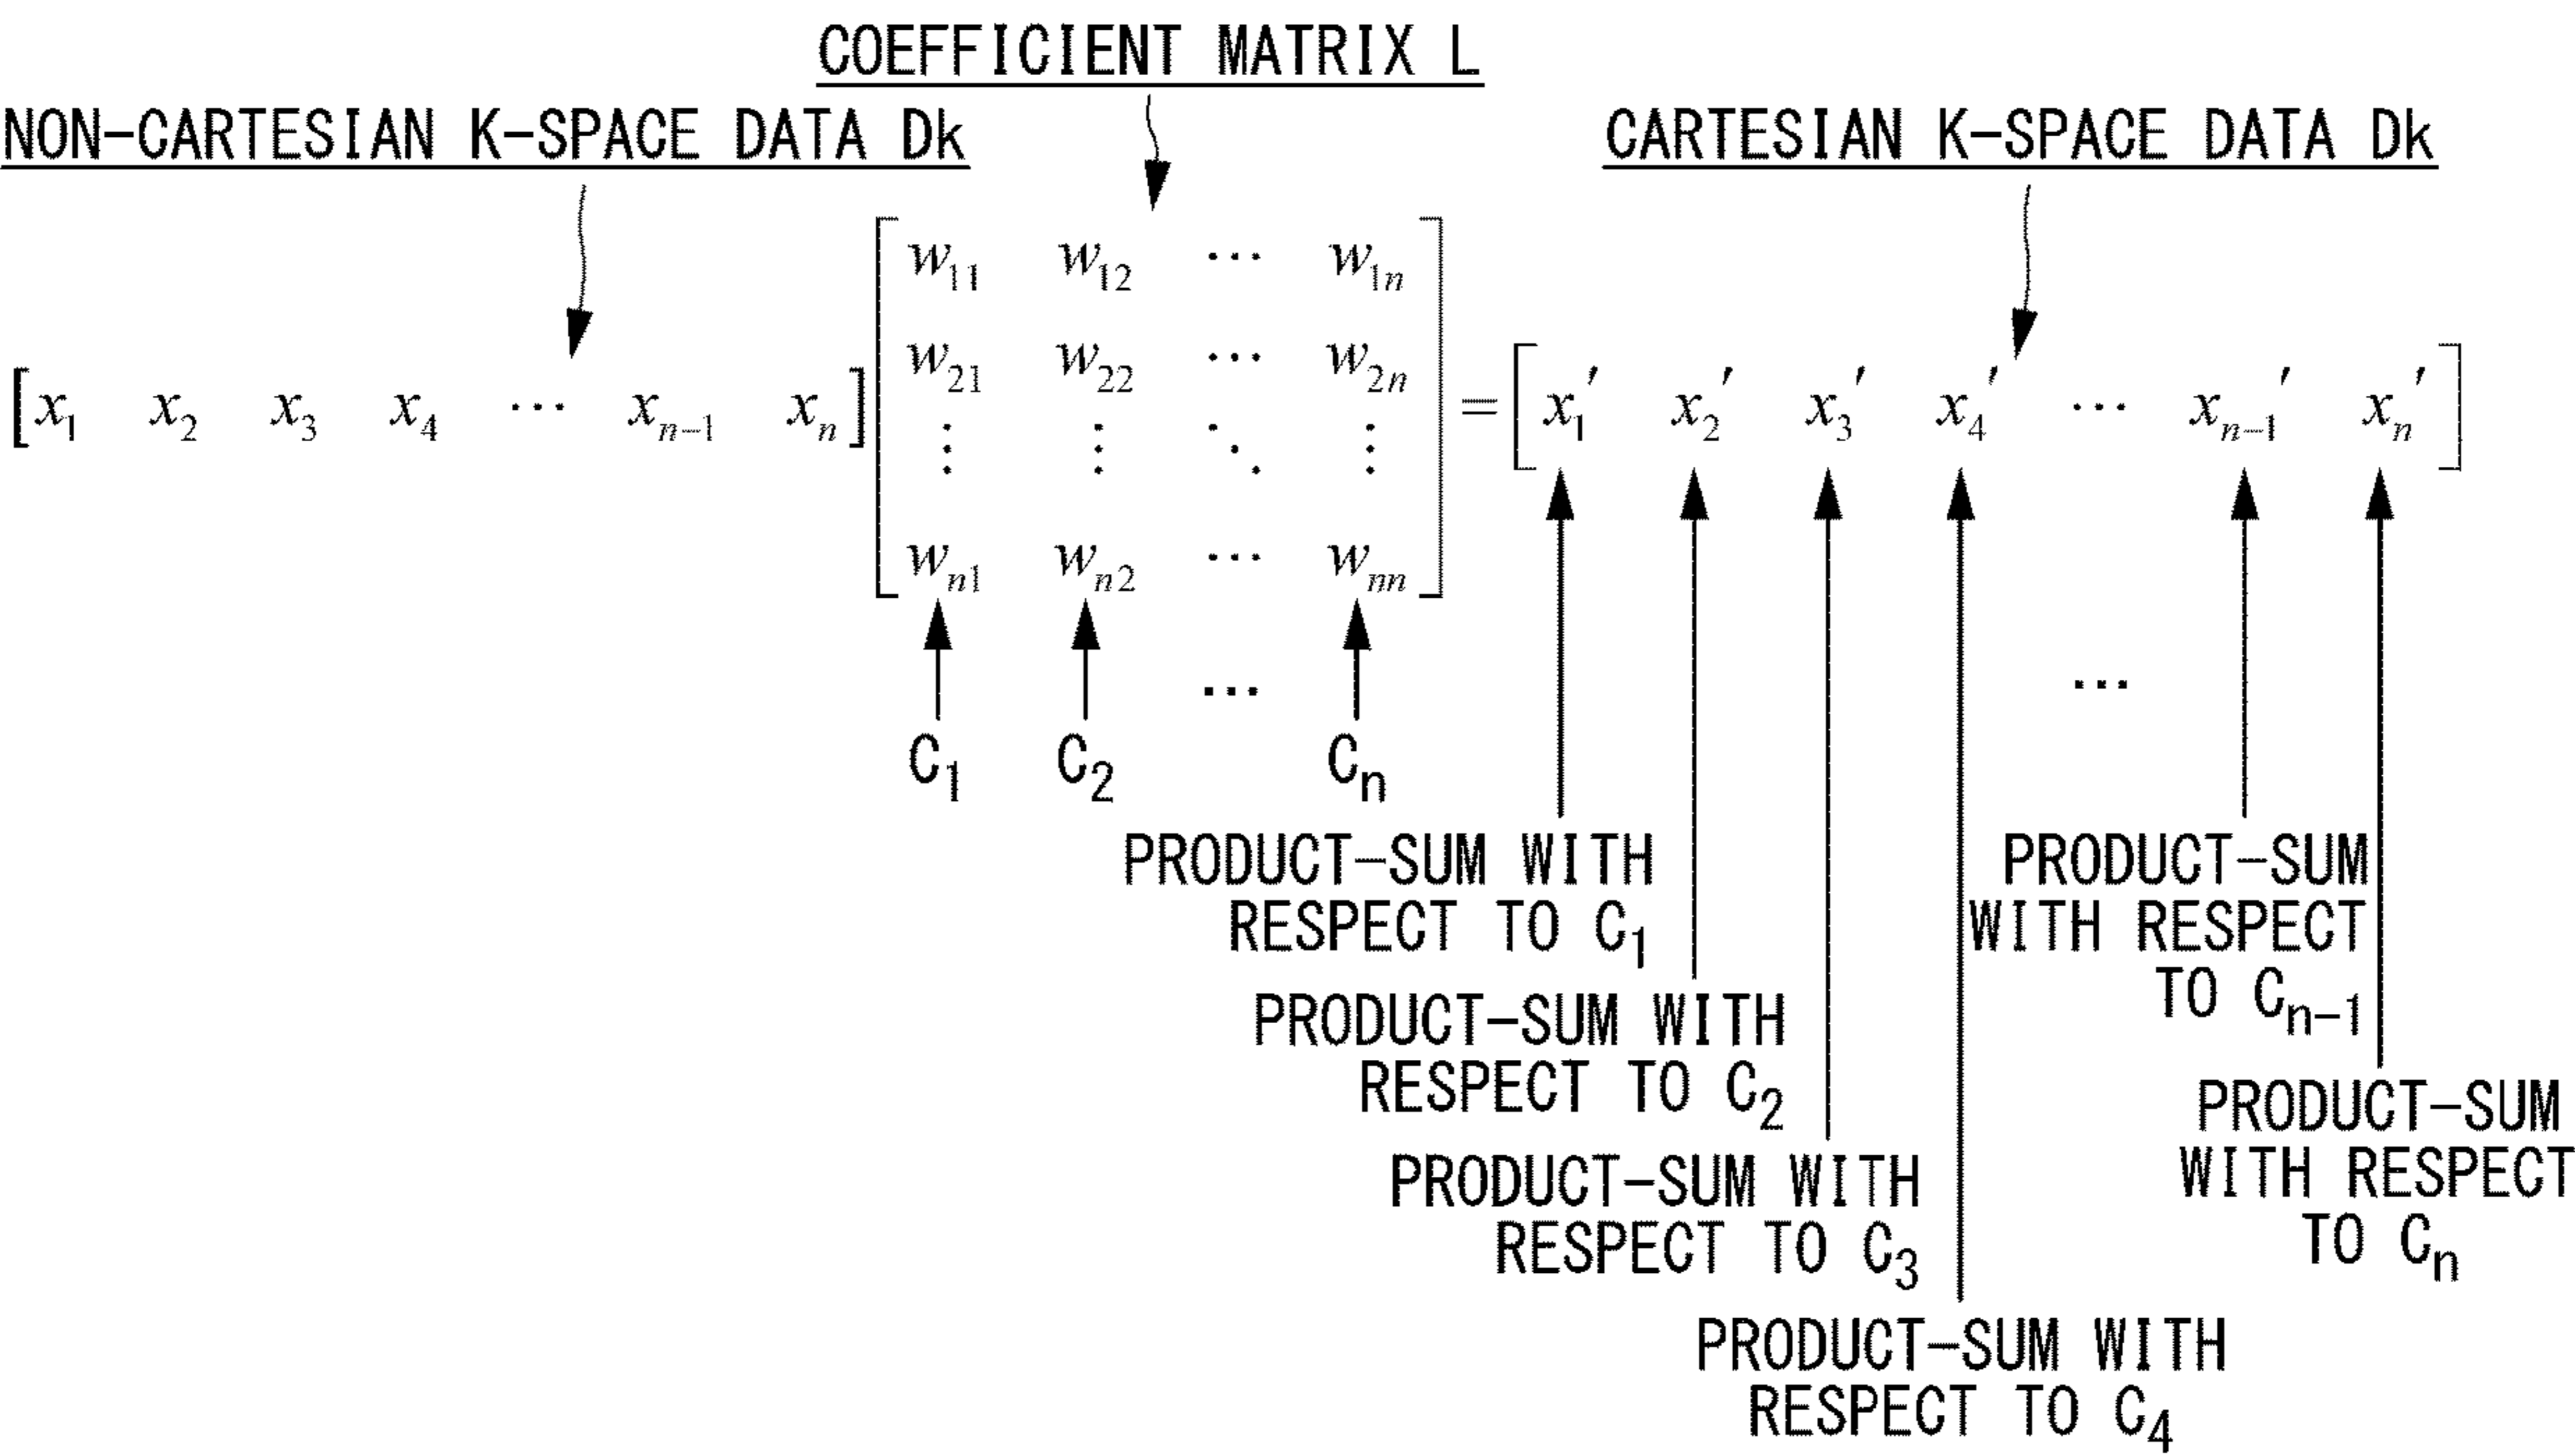 COEFFICIENT MATRIX L
NON-CARTESIAN K-SPACE DATA Dk
CARTESIAN K-SPACE DATA Dk
[x₁ x₂ x₃ x₄ ⋯ xₙ₋₁ xₙ] [w₁₁ w₁₂ ⋯ w₁ₙ
w₂₁ w₂₂ ⋯ w₂ₙ
⋮ ⋮ ⋱ ⋮
wₙ₁ wₙ₂ ⋯ wₙₙ] = [x₁′ x₂′ x₃′ x₄′ ⋯ xₙ₋₁′ xₙ′]
C₁ C₂ ⋯ Cₙ
⋯
PRODUCT-SUM WITH
RESPECT TO C₁
PRODUCT-SUM WITH
RESPECT TO C₂
PRODUCT-SUM WITH
RESPECT TO C₃
PRODUCT-SUM WITH
RESPECT TO C₄
PRODUCT-SUM
WITH RESPECT
TO Cₙ₋₁
PRODUCT-SUM
WITH RESPECT
TO Cₙ